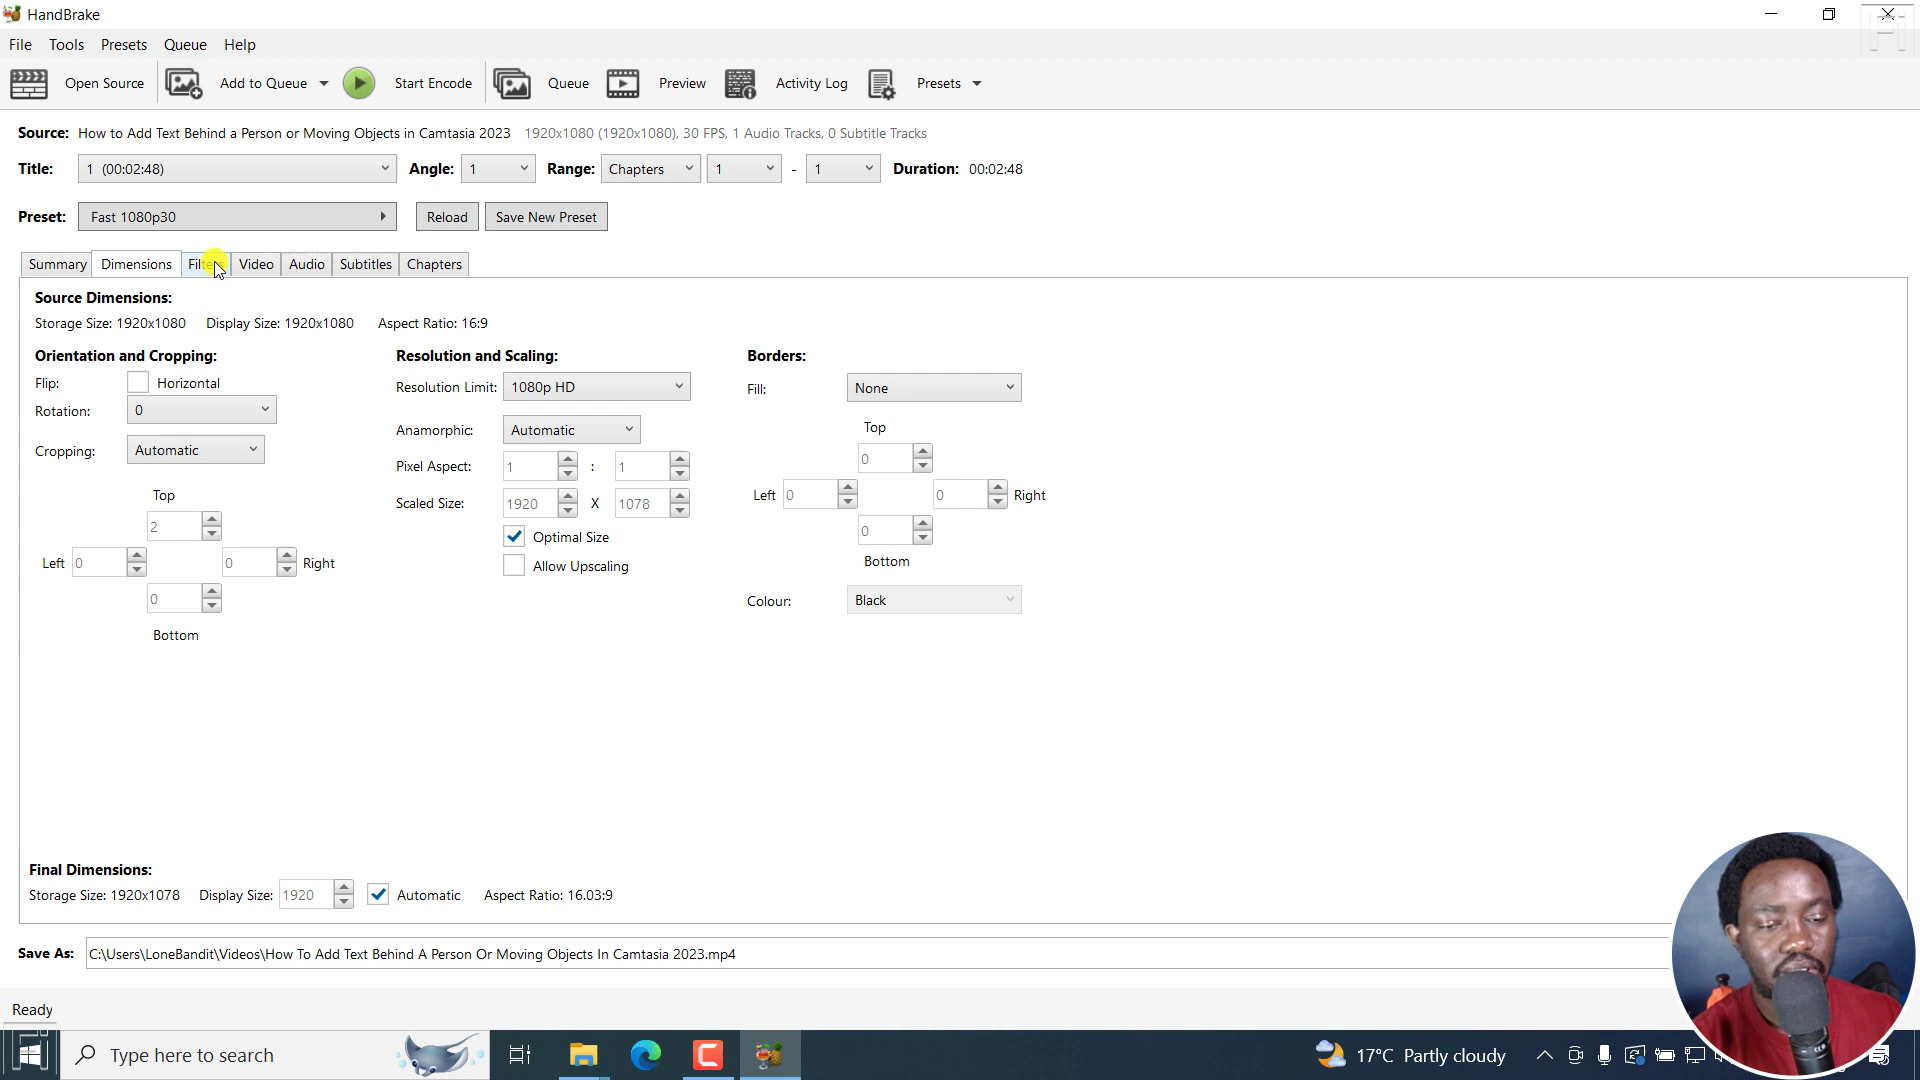 HandBrake
File Tools Presets Queue Help
Open Source Add to Queue Start Encode Queue Preview Activity Log Presets
Source: How to Add Text Behind a Person or Moving Objects in Camtasia 2023 1920x1080 (1920x1080), 30 FPS, 1 Audio Tracks, 0 Subtitle Tracks
Title: 1 (00:02:48) Angle: 1 Range: Chapters 1 - 1 Duration: 00:02:48
Preset: Fast 1080p30 Reload Save New Preset
Summary Dimensions Filters Video Audio Subtitles Chapters
Source Dimensions:
Storage Size: 1920x1080 Display Size: 1920x1080 Aspect Ratio: 16:9
Orientation and Cropping: Resolution and Scaling: Borders:
Flip: Horizontal Resolution Limit: 1080p HD Fill: None
Rotation: 0
Anamorphic: Automatic Top
Cropping: Automatic Pixel Aspect: 1 : 1 0
Top Scaled Size: 1920 X 1078 Left 0 0 Right
2 Optimal Size 0
Left 0 0 Right Allow Upscaling Bottom
0 Colour: Black
Bottom
Final Dimensions:
Storage Size: 1920x1078 Display Size: 1920 Automatic Aspect Ratio: 16.03:9
Save As: C:\Users\LoneBandit\Videos\How To Add Text Behind A Person Or Moving Objects In Camtasia 2023.mp4
Ready
Type here to search 17°C Partly cloudy